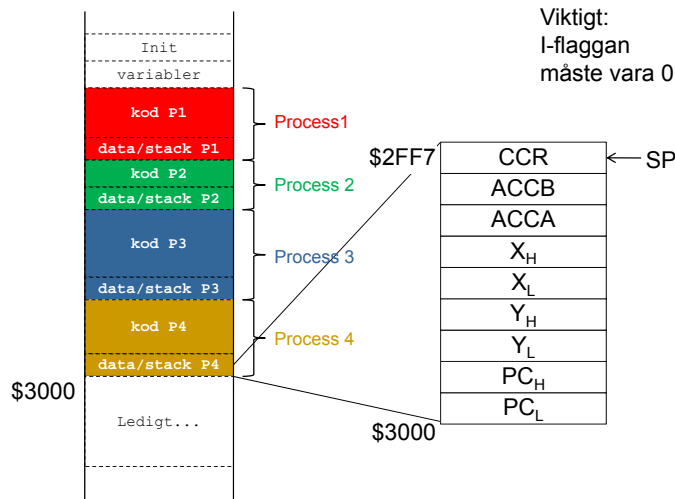 Viktigt:
I-flaggan
måste vara 0
Init
variabler
kod P1
data/stack P1
Process1
kod P2
data/stack P2
Process 2
kod P3
data/stack P3
Process 3
kod P4
data/stack P4
Process 4
$3000
Ledigt...
$2FF7
CCR
SP
ACCB
ACCA
X_H
X_L
Y_H
Y_L
PC_H
PC_L
$3000